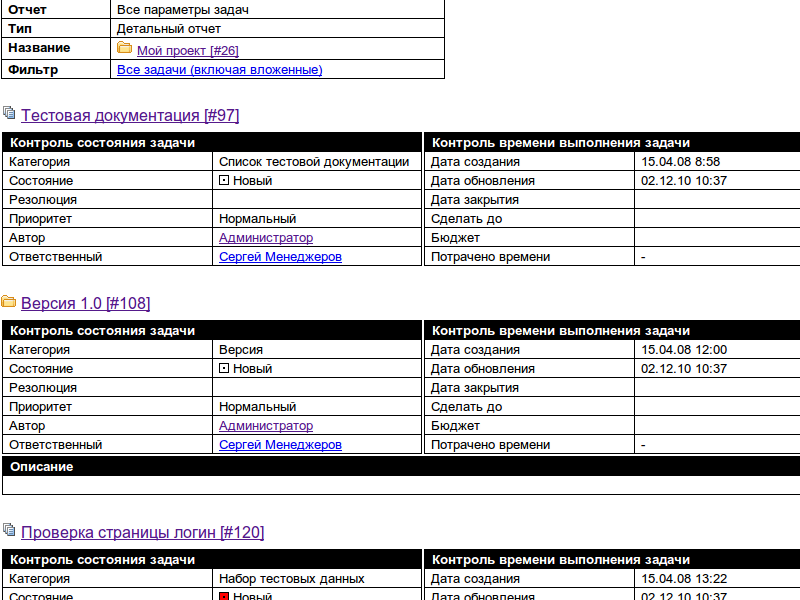 Отчет Все параметры задач
Тип Детальный отчет
Название Мой проект [#26]
Фильтр Все задачи (включая вложенные)
Тестовая документация [#97]
Контроль состояния задачи Контроль времени выполнения задачи
Категория Список тестовой документации Дата создания 15.04.08 8:58
Состояние Новый Дата обновления 02.12.10 10:37
Резолюция Дата закрытия
Приоритет Нормальный Сделать до
Автор Администратор Бюджет
Ответственный Сергей Менеджеров Потрачено времени -
Версия 1.0 [#108]
Контроль состояния задачи Контроль времени выполнения задачи
Категория Версия Дата создания 15.04.08 12:00
Состояние Новый Дата обновления 02.12.10 10:37
Резолюция Дата закрытия
Приоритет Нормальный Сделать до
Автор Администратор Бюджет
Ответственный Сергей Менеджеров Потрачено времени -
Описание
Проверка страницы логин [#120]
Контроль состояния задачи Контроль времени выполнения задачи
Категория Набор тестовых данных Дата создания 15.04.08 13:22
Состояние Новый Дата обновления 02.12.10 10:37